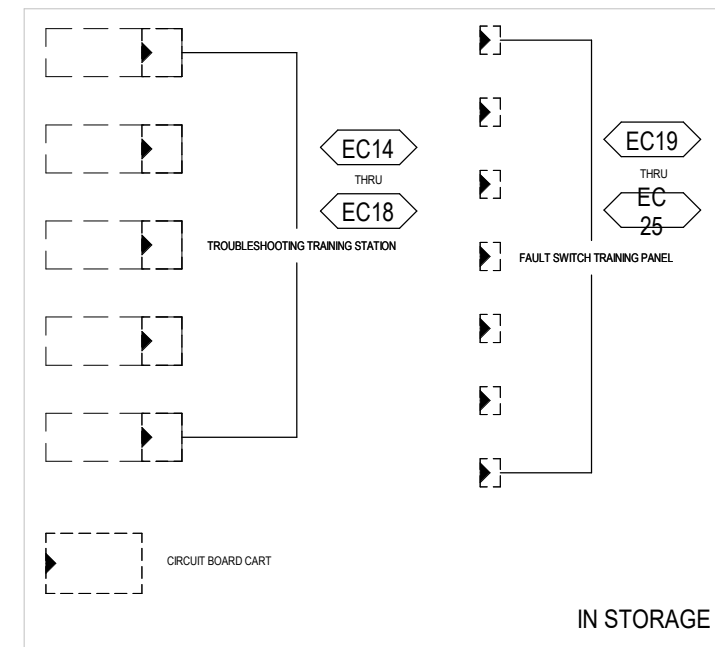 EC14
THRU
EC18
TROUBLESHOOTING TRAINING STATION
EC19
THRU
EC
25
FAULT SWITCH TRAINING PANEL
CIRCUIT BOARD CART
IN STORAGE